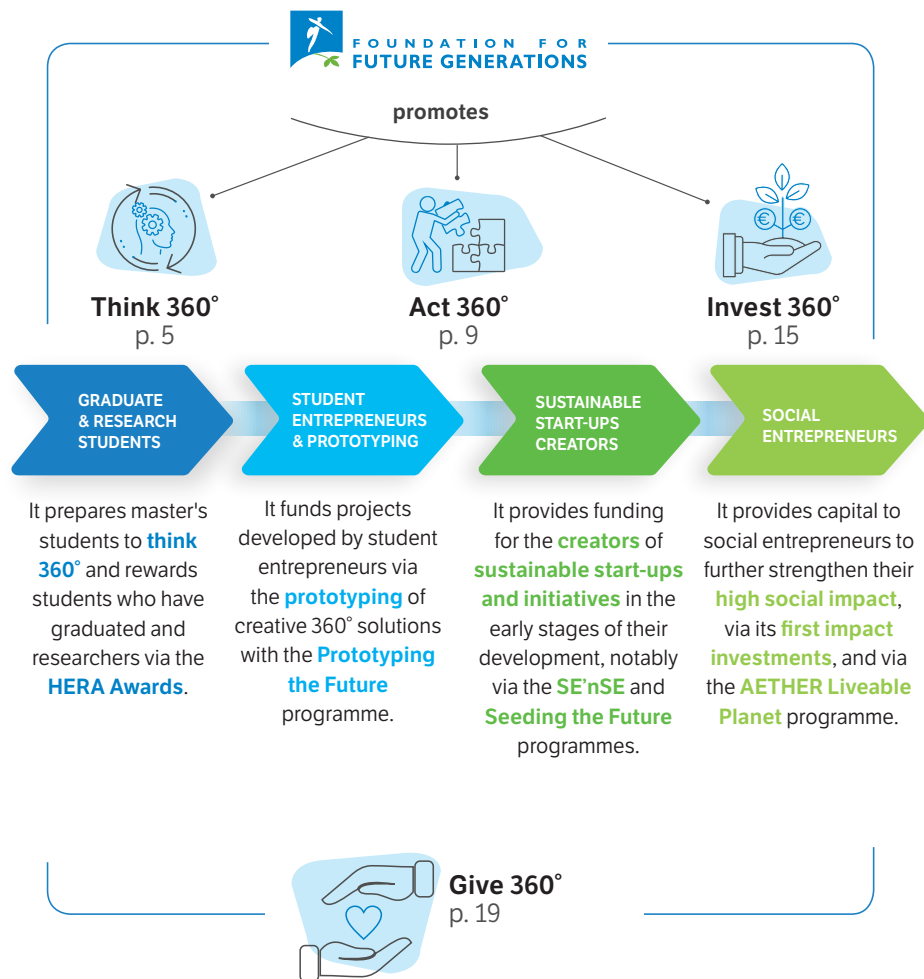 FOUNDATION FOR
FUTURE GENERATIONS
promotes
Think 360°
p. 5
Act 360°
p. 9
Invest 360°
p. 15
GRADUATE
& RESEARCH
STUDENTS
STUDENT
ENTREPRENEURS
& PROTOTYPING
SUSTAINABLE
START-UPS
CREATORS
SOCIAL
ENTREPRENEURS
It prepares master's
students to think
360° and rewards
students who have
graduated and
researchers via the
HERA Awards.
It funds projects
developed by student
entrepreneurs via
the prototyping of
creative 360° solutions
with the Prototyping
the Future
programme.
It provides funding
for the creators of
sustainable start-ups
and initiatives in the
early stages of their
development, notably
via the SE’nSE and
Seeding the Future
programmes.
It provides capital to
social entrepreneurs to
further strengthen their
high social impact,
via its first impact
investments, and via
the AETHER Liveable
Planet programme.
Give 360°
p. 19